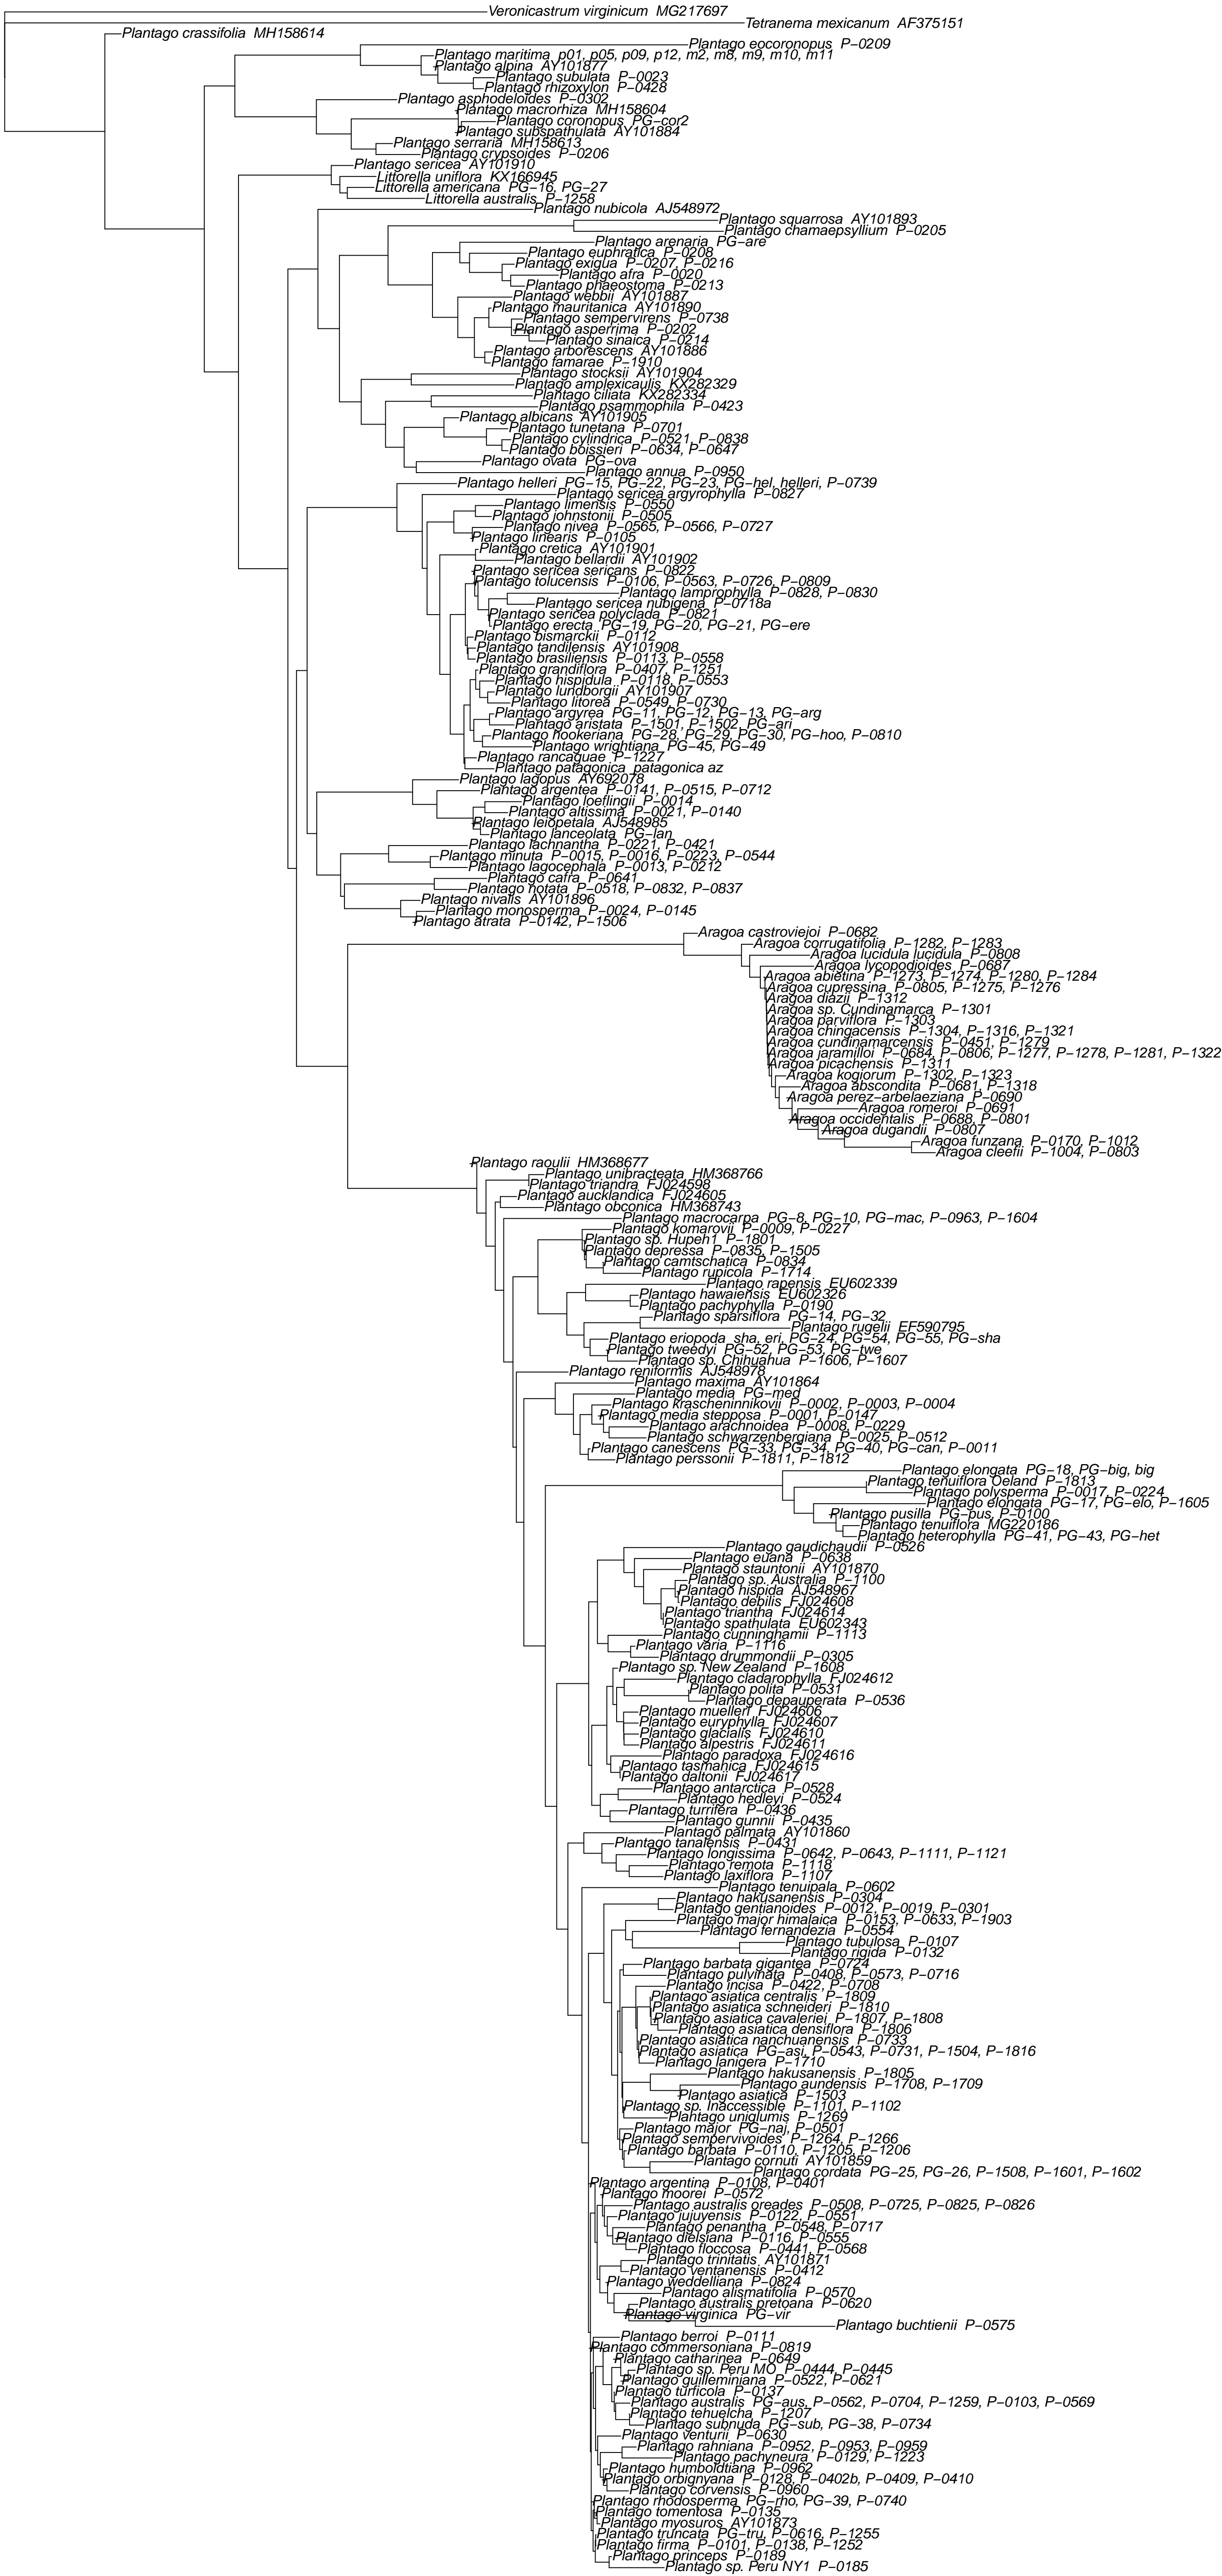 Veronicastrum virginicum MG217697
Tetranema mexicanum AF375151
Plantago crassifolia MH158614
Plantago eocoronopus P−0209
Plantago maritima p01, p05, p09, p12, m2, m8, m9, m10, m11
Plantago alpina AY101877
Plantago subulata P−0023
Plantago rhizoxylon P−0428
Plantago asphodeloides P−0302
Plantago macrorhiza MH158604
Plantago coronopus PG−cor2
Plantago subspathulata AY101884
Plantago serraria MH158613
Plantago crypsoides P−0206
Plantago sericea AY101910
Littorella uniflora KX166945
Littorella americana PG−16, PG−27
Littorella australis P−1258
Plantago nubicola AJ548972
Plantago squarrosa AY101893
Plantago chamaepsyllium P−0205
Plantago arenaria PG−are
Plantago euphratica P−0208
Plantago exigua P−0207, P−0216
Plantago afra P−0020
Plantago phaeostoma P−0213
Plantago webbii AY101887
Plantago mauritanica AY101890
Plantago sempervirens P−0738
Plantago asperrima P−0202
Plantago sinaica P−0214
Plantago arborescens AY101886
Plantago famarae P−1910
Plantago stocksii AY101904
Plantago amplexicaulis KX282329
Plantago ciliata KX282334
Plantago psammophila P−0423
Plantago albicans AY101905
Plantago tunetana P−0701
Plantago cylindrica P−0521, P−0838
Plantago boissieri P−0634, P−0647
Plantago ovata PG−ova
Plantago annua P−0950
Plantago helleri PG−15, PG−22, PG−23, PG−hel, helleri, P−0739
Plantago sericea argyrophylla P−0827
Plantago limensis P−0550
Plantago johnstonii P−0505
Plantago nivea P−0565, P−0566, P−0727
Plantago linearis P−0105
Plantago cretica AY101901
Plantago bellardii AY101902
Plantago sericea sericans P−0822
Plantago tolucensis P−0106, P−0563, P−0726, P−0809
Plantago lamprophylla P−0828, P−0830
Plantago sericea nubigena P−0718a
Plantago sericea polyclada P−0821
Plantago erecta PG−19, PG−20, PG−21, PG−ere
Plantago bismarckii P−0112
Plantago tandilensis AY101908
Plantago brasiliensis P−0113, P−0558
Plantago grandiflora P−0407, P−1251
Plantago hispidula P−0118, P−0553
Plantago lundborgii AY101907
Plantago litorea P−0549, P−0730
Plantago argyrea PG−11, PG−12, PG−13, PG−arg
Plantago aristata P−1501, P−1502, PG−ari
Plantago hookeriana PG−28, PG−29, PG−30, PG−hoo, P−0810
Plantago wrightiana PG−45, PG−49
Plantago rancaguae P−1227
Plantago patagonica patagonica az
Plantago lagopus AY692078
Plantago argentea P−0141, P−0515, P−0712
Plantago loeflingii P−0014
Plantago altissima P−0021, P−0140
Plantago leiopetala AJ548985
Plantago lanceolata PG−lan
Plantago lachnantha P−0221, P−0421
Plantago minuta P−0015, P−0016, P−0223, P−0544
Plantago lagocephala P−0013, P−0212
Plantago cafra P−0641
Plantago notata P−0518, P−0832, P−0837
Plantago nivalis AY101896
Plantago monosperma P−0024, P−0145
Plantago atrata P−0142, P−1506
Aragoa castroviejoi P−0682
Aragoa corrugatifolia P−1282, P−1283
Aragoa lucidula lucidula P−0808
Aragoa lycopodioides P−0687
Aragoa abietina P−1273, P−1274, P−1280, P−1284
Aragoa cupressina P−0805, P−1275, P−1276
Aragoa diazii P−1312
Aragoa sp. Cundinamarca P−1301
Aragoa parviflora P−1303
Aragoa chingacensis P−1304, P−1316, P−1321
Aragoa cundinamarcensis P−0451, P−1279
Aragoa jaramilloi P−0684, P−0806, P−1277, P−1278, P−1281, P−1322
Aragoa picachensis P−1311
Aragoa kogiorum P−1302, P−1323
Aragoa abscondita P−0681, P−1318
Aragoa perez−arbelaeziana P−0690
Aragoa romeroi P−0691
Aragoa occidentalis P−0688, P−0801
Aragoa dugandii P−0807
Aragoa funzana P−0170, P−1012
Aragoa cleefii P−1004, P−0803
Plantago raoulii HM368677
Plantago unibracteata HM368766
Plantago triandra FJ024598
Plantago aucklandica FJ024605
Plantago obconica HM368743
Plantago macrocarpa PG−8, PG−10, PG−mac, P−0963, P−1604
Plantago komarovii P−0009, P−0227
Plantago sp. Hupeh1 P−1801
Plantago depressa P−0835, P−1505
Plantago camtschatica P−0834
Plantago rupicola P−1714
Plantago rapensis EU602339
Plantago hawaiensis EU602326
Plantago pachyphylla P−0190
Plantago sparsiflora PG−14, PG−32
Plantago rugelii EF590795
Plantago eriopoda sha, eri, PG−24, PG−54, PG−55, PG−sha
Plantago tweedyi PG−52, PG−53, PG−twe
Plantago sp. Chihuahua P−1606, P−1607
Plantago reniformis AJ548978
Plantago maxima AY101864
Plantago media PG−med
Plantago krascheninnikovii P−0002, P−0003, P−0004
Plantago media stepposa P−0001, P−0147
Plantago arachnoidea P−0008, P−0229
Plantago schwarzenbergiana P−0025, P−0512
Plantago canescens PG−33, PG−34, PG−40, PG−can, P−0011
Plantago perssonii P−1811, P−1812
Plantago elongata PG−18, PG−big, big
Plantago tenuiflora Oeland P−1813
Plantago polysperma P−0017, P−0224
Plantago elongata PG−17, PG−elo, P−1605
Plantago pusilla PG−pus, P−0100
Plantago tenuiflora MG220186
Plantago heterophylla PG−41, PG−43, PG−het
Plantago gaudichaudii P−0526
Plantago euana P−0638
Plantago stauntonii AY101870
Plantago sp. Australia P−1100
Plantago hispida AJ548967
Plantago debilis FJ024608
Plantago triantha FJ024614
Plantago spathulata EU602343
Plantago cunninghamii P−1113
Plantago varia P−1116
Plantago drummondii P−0305
Plantago sp. New Zealand P−1608
Plantago cladarophylla FJ024612
Plantago polita P−0531
Plantago depauperata P−0536
Plantago muelleri FJ024606
Plantago euryphylla FJ024607
Plantago glacialis FJ024610
Plantago alpestris FJ024611
Plantago paradoxa FJ024616
Plantago tasmanica FJ024615
Plantago daltonii FJ024617
Plantago antarctica P−0528
Plantago hedleyi P−0524
Plantago turrifera P−0436
Plantago gunnii P−0435
Plantago palmata AY101860
Plantago tanalensis P−0431
Plantago longissima P−0642, P−0643, P−1111, P−1121
Plantago remota P−1118
Plantago laxiflora P−1107
Plantago tenuipala P−0602
Plantago hakusanensis P−0304
Plantago gentianoides P−0012, P−0019, P−0301
Plantago major himalaica P−0153, P−0633, P−1903
Plantago fernandezia P−0554
Plantago tubulosa P−0107
Plantago rigida P−0132
Plantago barbata gigantea P−0724
Plantago pulvinata P−0408, P−0573, P−0716
Plantago incisa P−0422, P−0708
Plantago asiatica centralis P−1809
Plantago asiatica schneideri P−1810
Plantago asiatica cavaleriei P−1807, P−1808
Plantago asiatica densiflora P−1806
Plantago asiatica nanchuanensis P−0733
Plantago asiatica PG−asi, P−0543, P−0731, P−1504, P−1816
Plantago lanigera P−1710
Plantago hakusanensis P−1805
Plantago aundensis P−1708, P−1709
Plantago asiatica P−1503
Plantago sp. Inaccessible P−1101, P−1102
Plantago uniglumis P−1269
Plantago major PG−naj, P−0501
Plantago sempervivoides P−1264, P−1266
Plantago barbata P−0110, P−1205, P−1206
Plantago cornuti AY101859
Plantago cordata PG−25, PG−26, P−1508, P−1601, P−1602
Plantago argentina P−0108, P−0401
Plantago moorei P−0572
Plantago australis oreades P−0508, P−0725, P−0825, P−0826
Plantago jujuyensis P−0122, P−0551
Plantago penantha P−0548, P−0717
Plantago dielsiana P−0116, P−0555
Plantago floccosa P−0441, P−0568
Plantago trinitatis AY101871
Plantago ventanensis P−0412
Plantago weddelliana P−0824
Plantago alismatifolia P−0570
Plantago australis pretoana P−0620
Plantago virginica PG−vir
Plantago buchtienii P−0575
Plantago berroi P−0111
Plantago commersoniana P−0819
Plantago catharinea P−0649
Plantago sp. Peru MO P−0444, P−0445
Plantago guilleminiana P−0522, P−0621
Plantago turficola P−0137
Plantago australis PG−aus, P−0562, P−0704, P−1259, P−0103, P−0569
Plantago tehuelcha P−1207
Plantago subnuda PG−sub, PG−38, P−0734
Plantago venturii P−0630
Plantago rahniana P−0952, P−0953, P−0959
Plantago pachyneura P−0129, P−1223
Plantago humboldtiana P−0962
Plantago orbignyana P−0128, P−0402b, P−0409, P−0410
Plantago corvensis P−0960
Plantago rhodosperma PG−rho, PG−39, P−0740
Plantago tomentosa P−0135
Plantago myosuros AY101873
Plantago truncata PG−tru, P−0616, P−1255
Plantago firma P−0101, P−0138, P−1252
Plantago princeps P−0189
Plantago sp. Peru NY1 P−0185